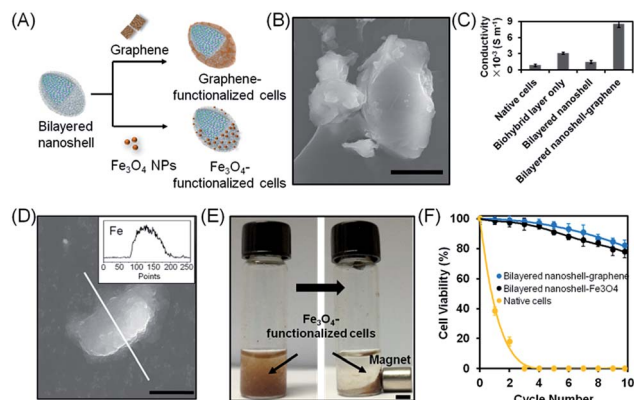 (A)
Graphene
Graphene-
functionalized cells
Bilayered
nanoshell
Fe₃O₄ NPs
Fe₃O₄-
functionalized cells
(B)
(C)
Conductivity
×10⁻³ (S m⁻¹)
9
6
3
0
Native cells
Biohybrid layer only
Bilayered nanoshell
Bilayered nanoshell-graphene
(D)
Fe
0 50 100 150 200 250
Points
(E)
Fe₃O₄-
functionalized cells
Magnet
(F)
Cell Viability (%)
100
80
60
40
20
0
Bilayered nanoshell-graphene
Bilayered nanoshell-Fe3O4
Native cells
0 2 4 6 8 10
Cycle Number